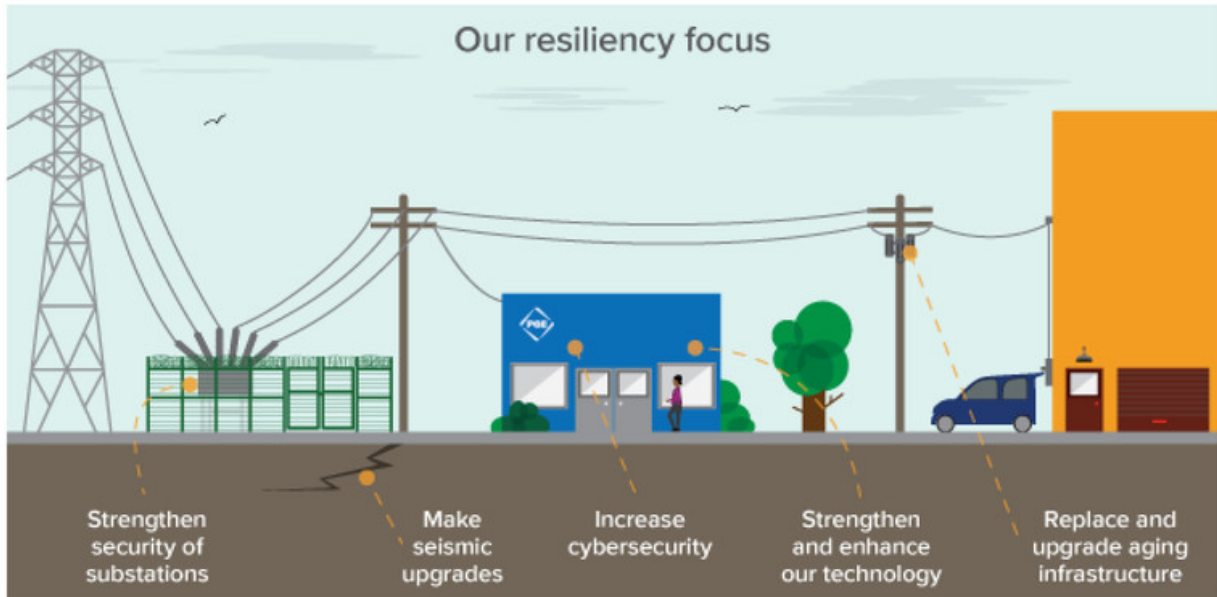 Our resiliency focus
PGE
Strengthen
security of
substations
Make
seismic
upgrades
Increase
cybersecurity
Strengthen
and enhance
our technology
Replace and
upgrade aging
infrastructure